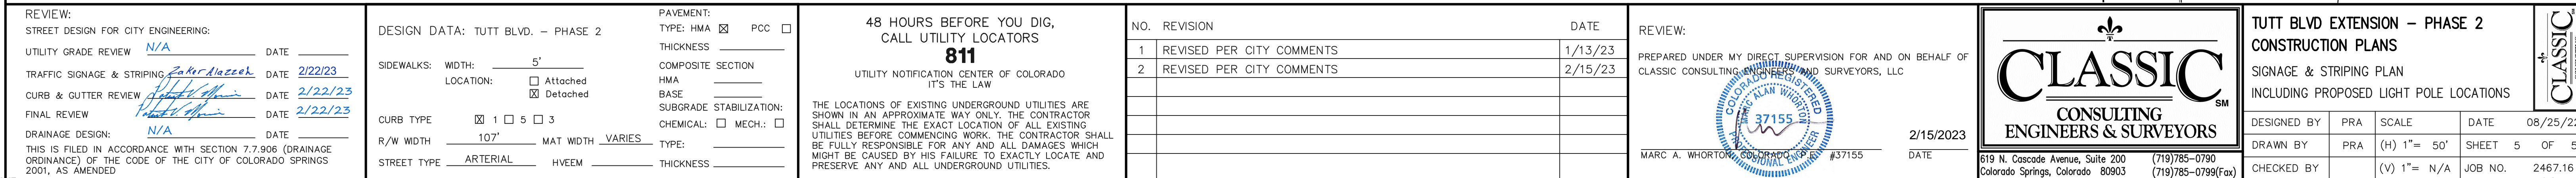 REVIEW:
STREET DESIGN FOR CITY ENGINEERING:
UTILITY GRADE REVIEW N/A DATE
TRAFFIC SIGNAGE & STRIPING DATE 2/22/23
CURB & GUTTER REVIEW DATE 2/22/23
FINAL REVIEW DATE 2/22/23
DRAINAGE DESIGN: N/A DATE
THIS IS FILED IN ACCORDANCE WITH SECTION 7.7.906 (DRAINAGE
ORDINANCE) OF THE CODE OF THE CITY OF COLORADO SPRINGS
2001, AS AMENDED
DESIGN DATA: TUTT BLVD. - PHASE 2
SIDEWALKS: WIDTH: 5'
LOCATION: ☐ Attached
☒ Detached
CURB TYPE ☒ 1 ☐ 5 ☐ 3
R/W WIDTH 107' MAT WIDTH VARIES
STREET TYPE ARTERIAL HVEEM
PAVEMENT:
TYPE: HMA ☒ PCC ☐
THICKNESS
COMPOSITE SECTION
HMA
BASE
SUBGRADE STABILIZATION:
CHEMICAL: ☐ MECH.: ☐
TYPE:
THICKNESS
48 HOURS BEFORE YOU DIG,
CALL UTILITY LOCATORS
811
UTILITY NOTIFICATION CENTER OF COLORADO
IT'S THE LAW
THE LOCATIONS OF EXISTING UNDERGROUND UTILITIES ARE
SHOWN IN AN APPROXIMATE WAY ONLY. THE CONTRACTOR
SHALL DETERMINE THE EXACT LOCATION OF ALL EXISTING
UTILITIES BEFORE COMMENCING WORK. THE CONTRACTOR SHALL
BE FULLY RESPONSIBLE FOR ANY AND ALL DAMAGES WHICH
MIGHT BE CAUSED BY HIS FAILURE TO EXACTLY LOCATE AND
PRESERVE ANY AND ALL UNDERGROUND UTILITIES.
NO. REVISION DATE
1 REVISED PER CITY COMMENTS 1/13/23
2 REVISED PER CITY COMMENTS 2/15/23
REVIEW:
PREPARED UNDER MY DIRECT SUPERVISION FOR AND ON BEHALF OF
CLASSIC CONSULTING ENGINEERS AND SURVEYORS, LLC
COLORADO REGISTERED
MARC ALAN WHORTON
37155
PROFESSIONAL ENGINEER
2/15/2023
MARC A. WHORTON, COLORADO P.E. #37155 DATE
CLASSIC
SM
CONSULTING
ENGINEERS & SURVEYORS
619 N. Cascade Avenue, Suite 200 (719)785-0790
Colorado Springs, Colorado 80903 (719)785-0799(Fax)
TUTT BLVD EXTENSION - PHASE 2
CONSTRUCTION PLANS
SIGNAGE & STRIPING PLAN
INCLUDING PROPOSED LIGHT POLE LOCATIONS
CLASSIC
DESIGNED BY PRA SCALE DATE 08/25/22
DRAWN BY PRA (H) 1"= 50' SHEET 5 OF 5
CHECKED BY (V) 1"= N/A JOB NO. 2467.16